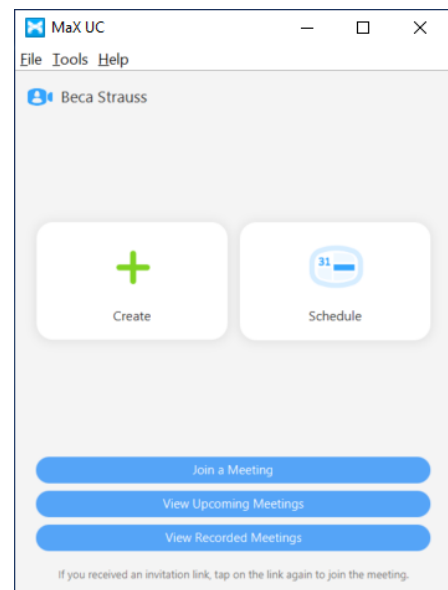 MaX UC
File Tools Help
Beca Strauss
31
Create
Schedule
Join a Meeting
View Upcoming Meetings
View Recorded Meetings
If you received an invitation link, tap on the link again to join the meeting.